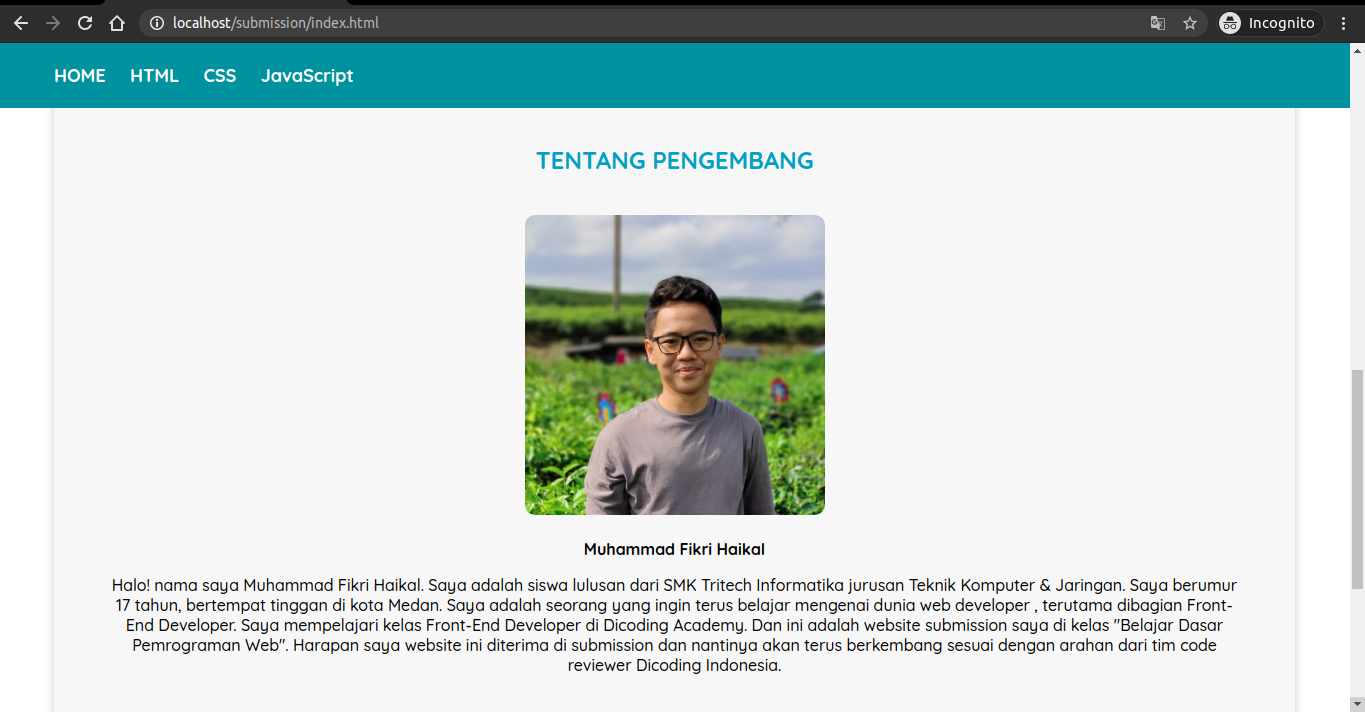 localhost/submission/index.html
Incognito
HOME HTML CSS JavaScript
TENTANG PENGEMBANG
Muhammad Fikri Haikal
Halo! nama saya Muhammad Fikri Haikal. Saya adalah siswa lulusan dari SMK Tritech Informatika jurusan Teknik Komputer & Jaringan. Saya berumur
17 tahun, bertempat tinggan di kota Medan. Saya adalah seorang yang ingin terus belajar mengenai dunia web developer , terutama dibagian Front-
End Developer. Saya mempelajari kelas Front-End Developer di Dicoding Academy. Dan ini adalah website submission saya di kelas "Belajar Dasar
Pemrograman Web". Harapan saya website ini diterima di submission dan nantinya akan terus berkembang sesuai dengan arahan dari tim code
reviewer Dicoding Indonesia.